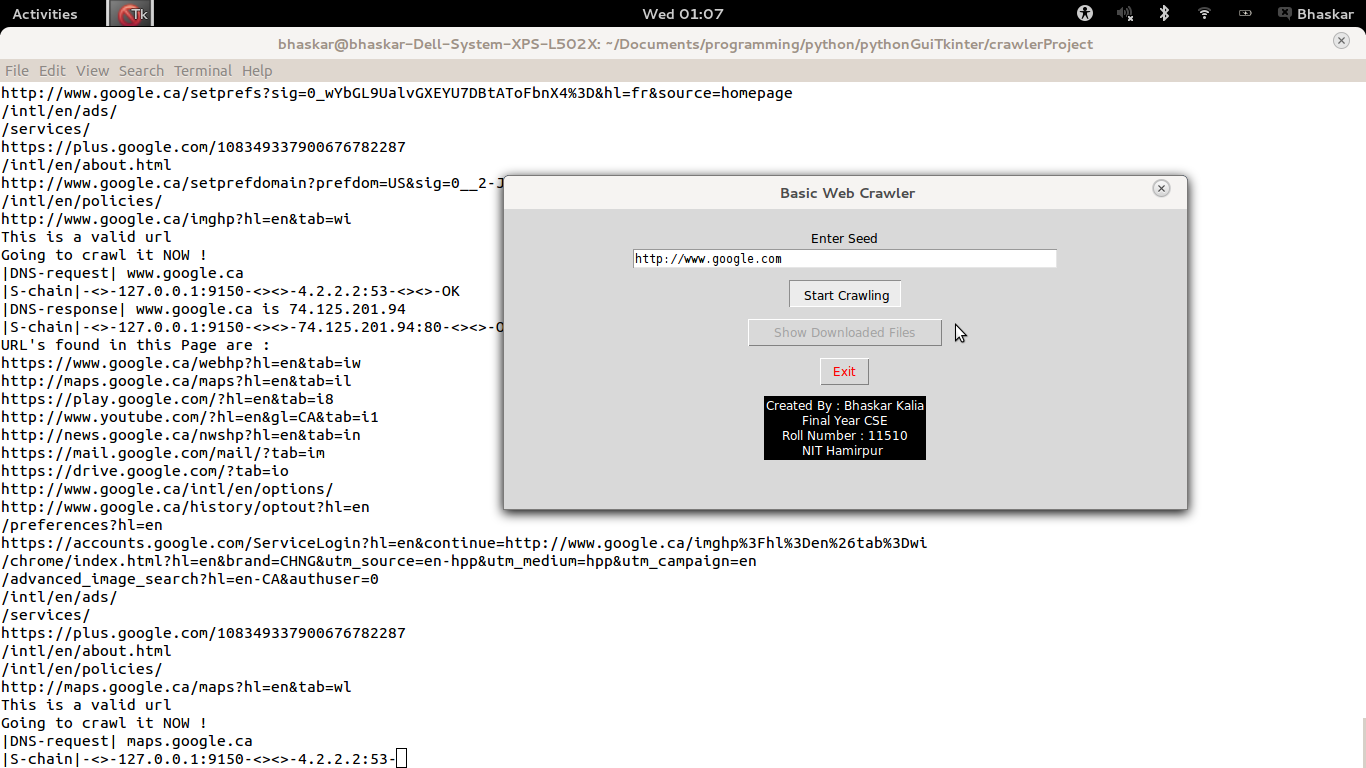 Activities
Tk
Wed 01:07
Bhaskar
bhaskar@bhaskar-Dell-System-XPS-L502X: ~/Documents/programming/python/pythonGuiTkinter/crawlerProject
File Edit View Search Terminal Help
http://www.google.ca/setprefs?sig=0_wYbGL9UalvGXEYU7DBtAToFbnX4%3D&hl=fr&source=homepage
/intl/en/ads/
/services/
https://plus.google.com/108349337900676782287
/intl/en/about.html
http://www.google.ca/setprefdomain?prefdom=US&sig=0__2-J
/intl/en/policies/
http://www.google.ca/imghp?hl=en&tab=wi
This is a valid url
Going to crawl it NOW !
|DNS-request| www.google.ca
|S-chain|-<>-127.0.0.1:9150-<><>-4.2.2.2:53-<><>-OK
|DNS-response| www.google.ca is 74.125.201.94
|S-chain|-<>-127.0.0.1:9150-<><>-74.125.201.94:80-<><>-O
URL's found in this Page are :
https://www.google.ca/webhp?hl=en&tab=iw
http://maps.google.ca/maps?hl=en&tab=il
https://play.google.com/?hl=en&tab=i8
http://www.youtube.com/?hl=en&gl=CA&tab=i1
http://news.google.ca/nwshp?hl=en&tab=in
https://mail.google.com/mail/?tab=im
https://drive.google.com/?tab=io
http://www.google.ca/intl/en/options/
http://www.google.ca/history/optout?hl=en
/preferences?hl=en
https://accounts.google.com/ServiceLogin?hl=en&continue=http://www.google.ca/imghp%3Fhl%3Den%26tab%3Dwi
/chrome/index.html?hl=en&brand=CHNG&utm_source=en-hpp&utm_medium=hpp&utm_campaign=en
/advanced_image_search?hl=en-CA&authuser=0
/intl/en/ads/
/services/
https://plus.google.com/108349337900676782287
/intl/en/about.html
/intl/en/policies/
http://maps.google.ca/maps?hl=en&tab=wl
This is a valid url
Going to crawl it NOW !
|DNS-request| maps.google.ca
|S-chain|-<>-127.0.0.1:9150-<><>-4.2.2.2:53-
Basic Web Crawler
Enter Seed
http://www.google.com
Start Crawling
Show Downloaded Files
Exit
Created By : Bhaskar Kalia
Final Year CSE
Roll Number : 11510
NIT Hamirpur